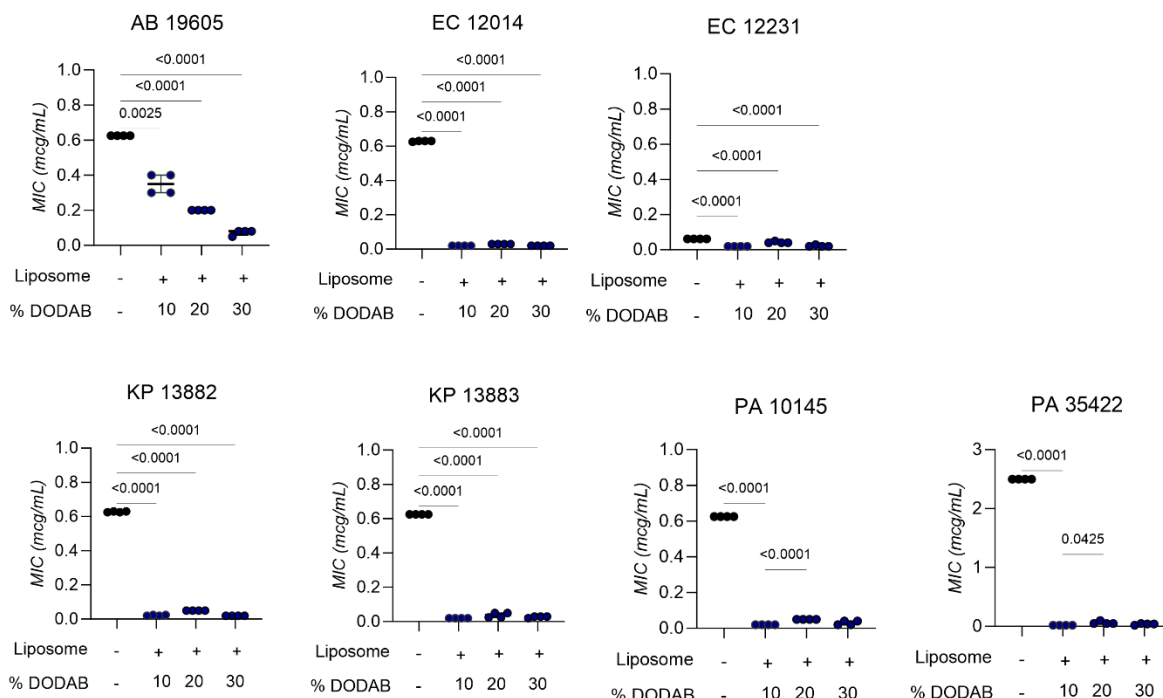 AB 19605
<0.0001
<0.0001
0.0025
1.0
0.8
0.6
0.4
0.2
0.0
MIC (mcg/mL)
Liposome - + + +
% DODAB - 10 20 30
EC 12014
<0.0001
<0.0001
<0.0001
1.0
0.8
0.6
0.4
0.2
0.0
MIC (mcg/mL)
Liposome - + + +
% DODAB - 10 20 30
EC 12231
<0.0001
<0.0001
<0.0001
1.0
0.8
0.6
0.4
0.2
0.0
MIC (mcg/mL)
Liposome - + + +
% DODAB - 10 20 30
KP 13882
<0.0001
<0.0001
<0.0001
1.0
0.8
0.6
0.4
0.2
0.0
MIC (mcg/mL)
Liposome - + + +
% DODAB - 10 20 30
KP 13883
<0.0001
<0.0001
<0.0001
1.0
0.8
0.6
0.4
0.2
0.0
MIC (mcg/mL)
Liposome - + + +
% DODAB - 10 20 30
PA 10145
<0.0001
<0.0001
1.0
0.8
0.6
0.4
0.2
0.0
MIC (mcg/mL)
Liposome - + + +
% DODAB - 10 20 30
PA 35422
<0.0001
0.0425
3
2
1
0
MIC (mcg/mL)
Liposome - + + +
% DODAB - 10 20 30